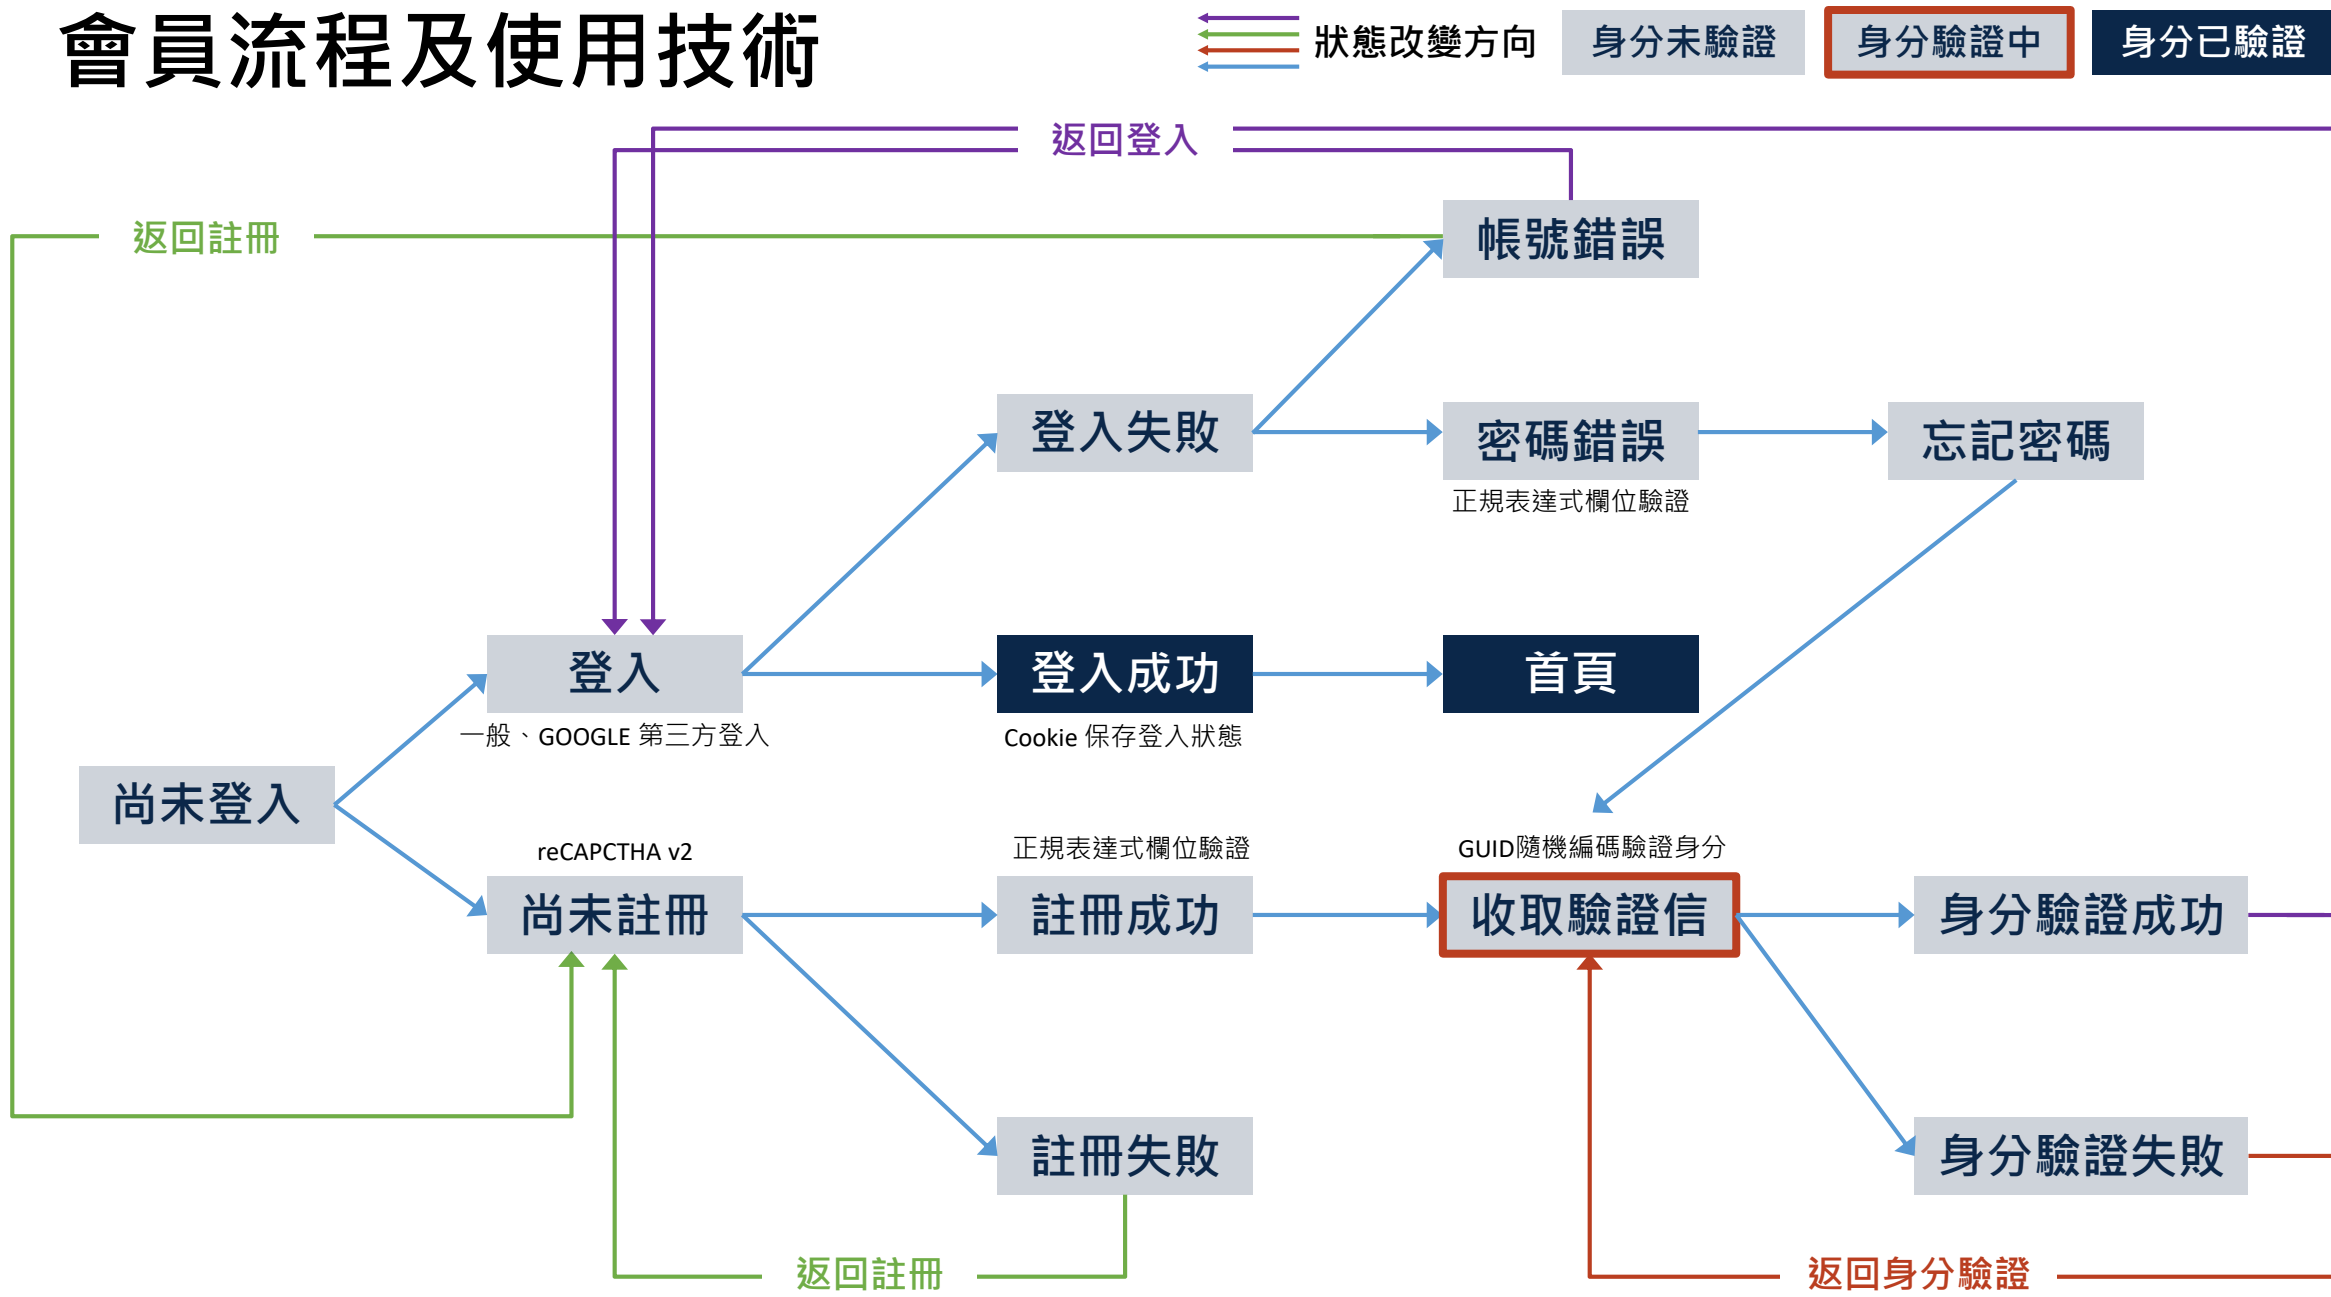 會員流程及使用技術
狀態改變方向
身分未驗證
身分驗證中
身分已驗證
返回登入
返回註冊
帳號錯誤
登入失敗
密碼錯誤
忘記密碼
正規表達式欄位驗證
登入
登入成功
首頁
一般、GOOGLE 第三方登入
Cookie 保存登入狀態
尚未登入
reCAPCTHA v2
正規表達式欄位驗證
GUID隨機編碼驗證身分
尚未註冊
註冊成功
收取驗證信
身分驗證成功
註冊失敗
身分驗證失敗
返回註冊
返回身分驗證